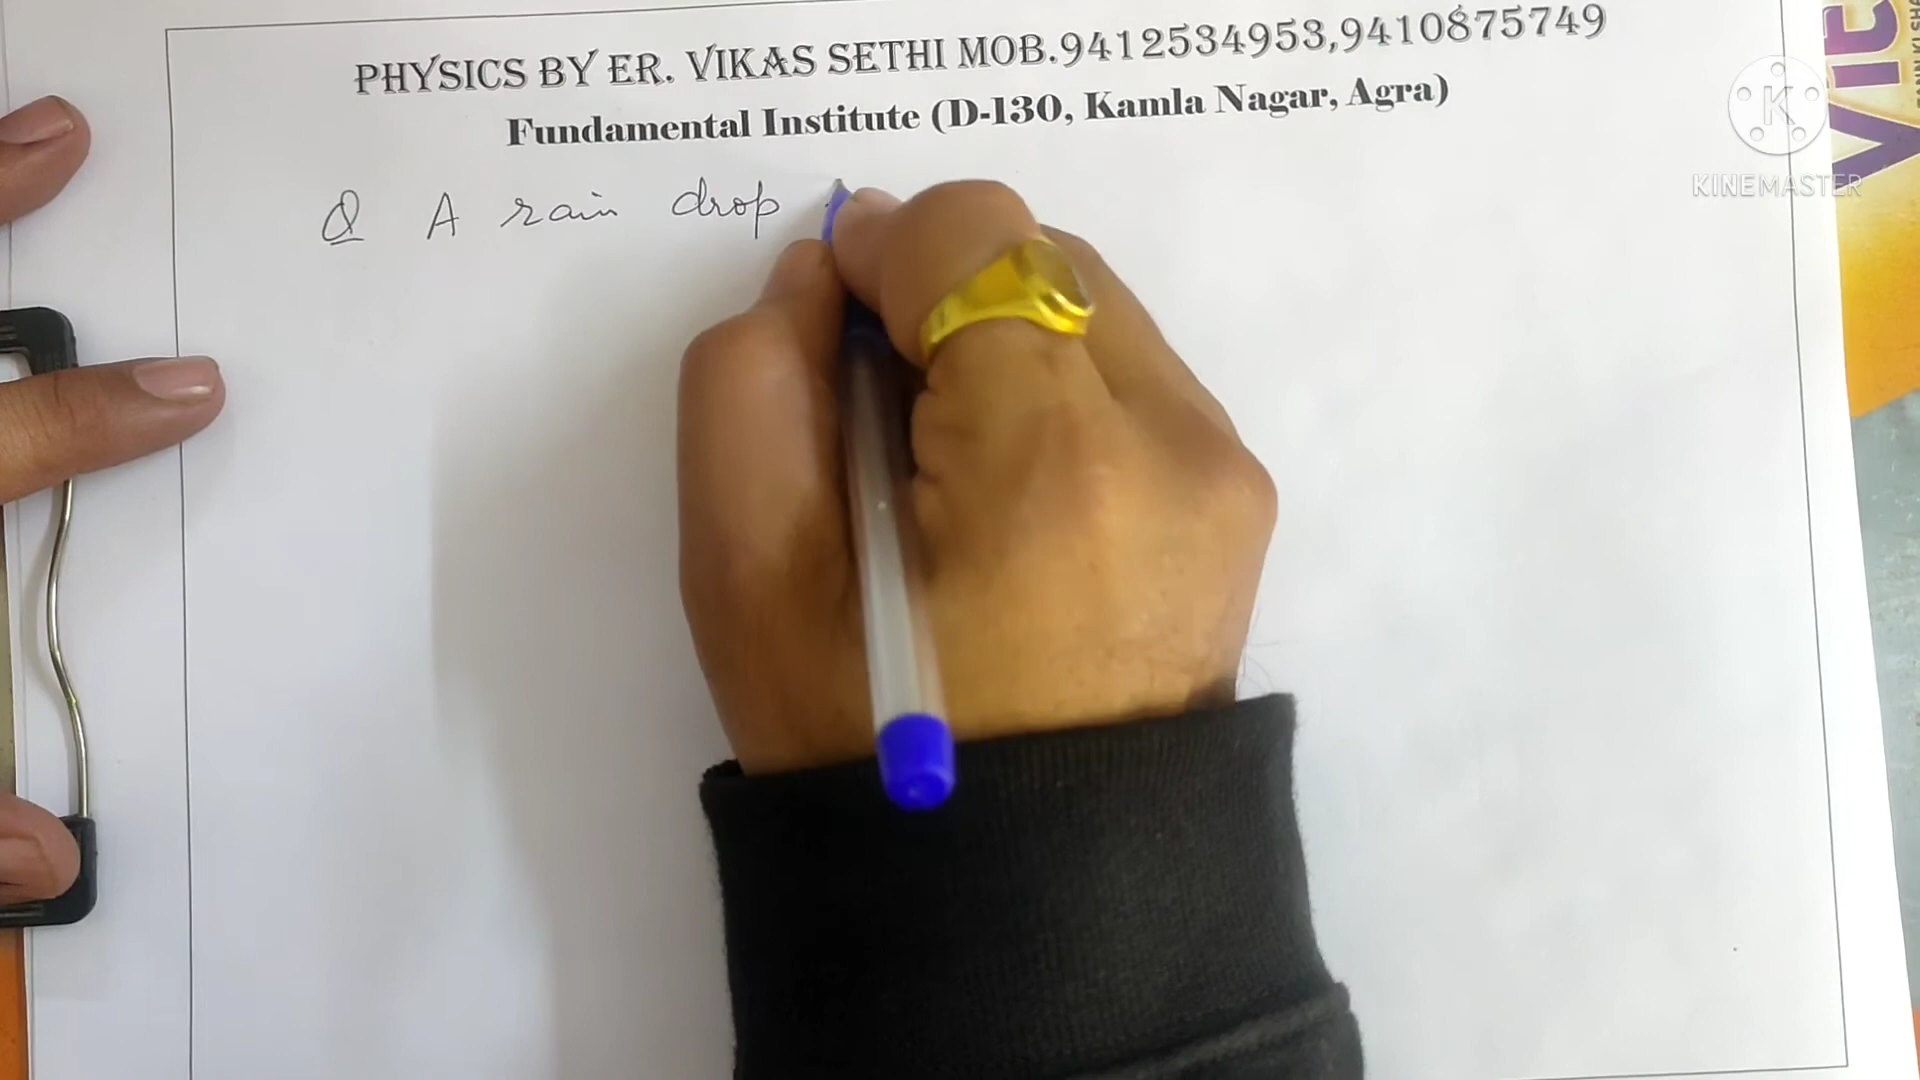 PHYSICS BY ER. VIKAS SETHI MOB.9412534953,9410875749
Fundamental Institute (D-130, Kamla Nagar, Agra)
K
KINEMASTER
Q A rain drop